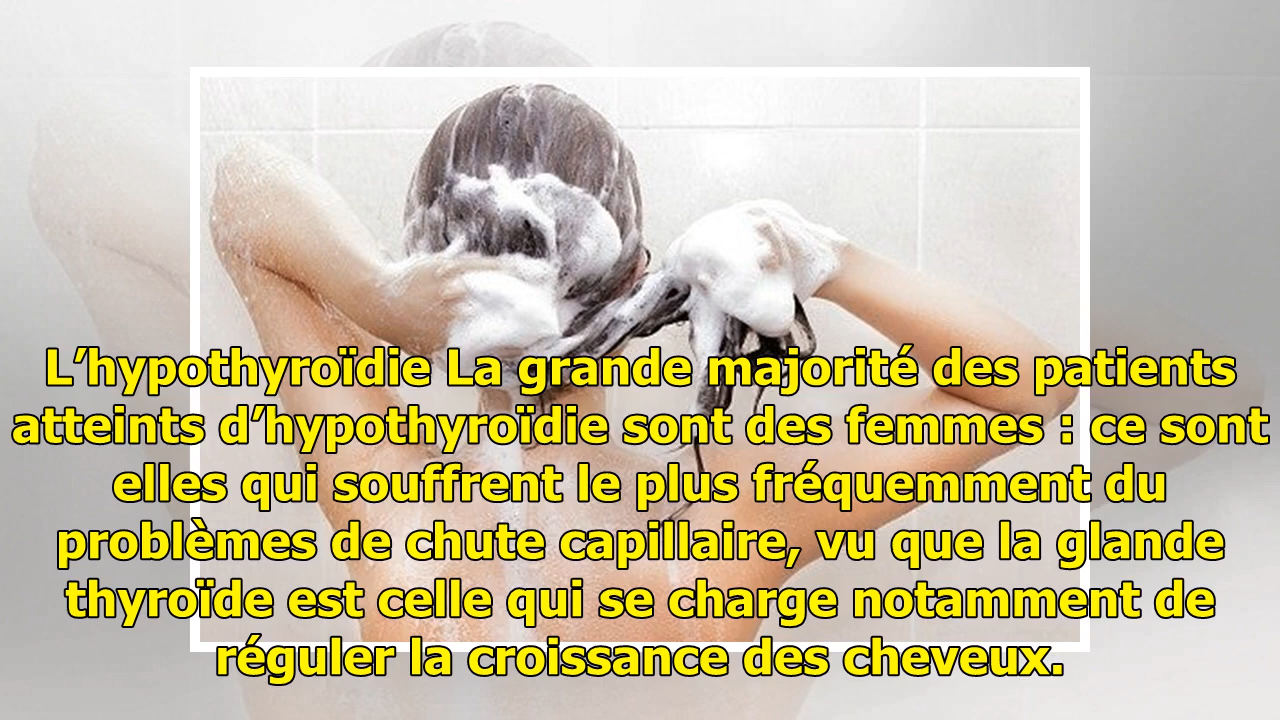 L’hypothyroïdie La grande majorité des patients
atteints d’hypothyroïdie sont des femmes : ce sont
elles qui souffrent le plus fréquemment du
problèmes de chute capillaire, vu que la glande
thyroïde est celle qui se charge notamment de
réguler la croissance des cheveux.